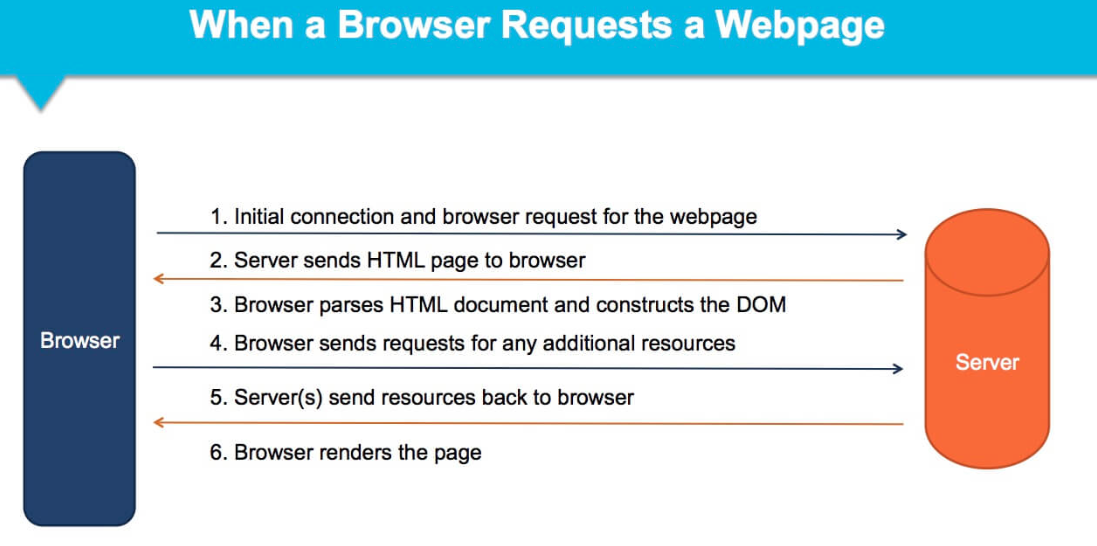 When a Browser Requests a Webpage
1. Initial connection and browser request for the webpage
2. Server sends HTML page to browser
3. Browser parses HTML document and constructs the DOM
Browser
4. Browser sends requests for any additional resources
Server
5. Server(s) send resources back to browser
6. Browser renders the page